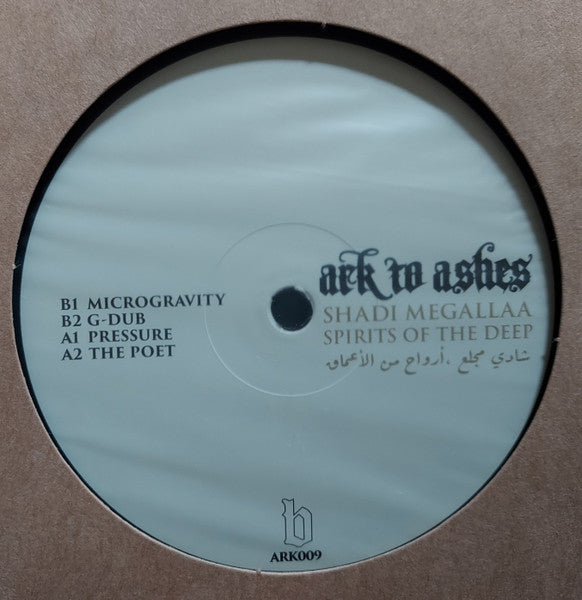 ark to ashes
SHADI MEGALLAA
SPIRITS OF THE DEEP
شادي مجلع ،أرواح من الأعماق
B1 MICROGRAVITY
B2 G-DUB
A1 PRESSURE
A2 THE POET
b
ARK009